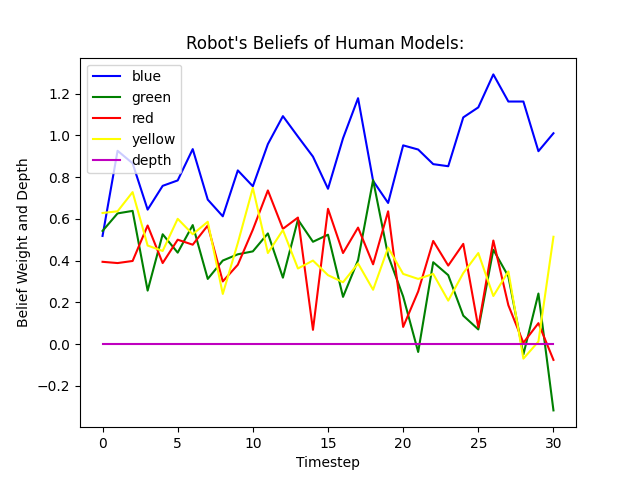 Robot's Beliefs of Human Models:
blue
green
red
yellow
depth
Belief Weight and Depth
1.2
1.0
0.8
0.6
0.4
0.2
0.0
−0.2
0 5 10 15 20 25 30
Timestep